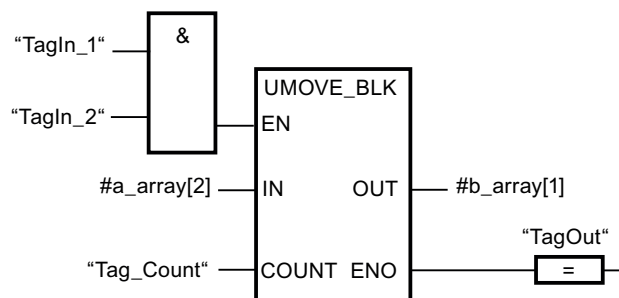 “TagIn_1“
&
“TagIn_2“
UMOVE_BLK
EN
#a_array[2]
IN
OUT
#b_array[1]
“TagOut“
“Tag_Count“
COUNT
ENO
=